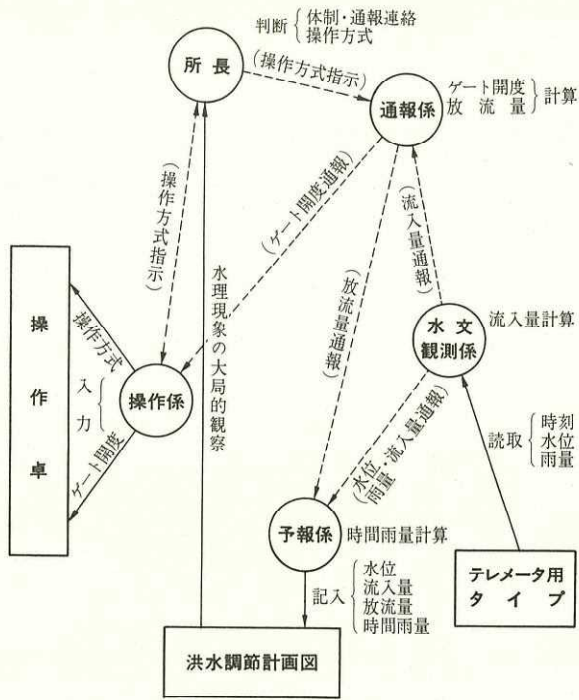 判断
体制・通報連絡
操作方式
所長
(操作方式指示)
通報係
ゲート開度
放流量
計算
(操作方式指示)
(ゲート開度通報)
(流入量通報)
(放流量通報)
水理現象の大局的観察
水文
観測係
流入量計算
操作卓
操作方式
入力
ゲート開度
操作係
(水位
雨量・流入量通報)
読取
時刻
水位
雨量
予報係
時間雨量計算
テレメータ用
タイプ
記入
水位
流入量
放流量
時間雨量
洪水調節計画図